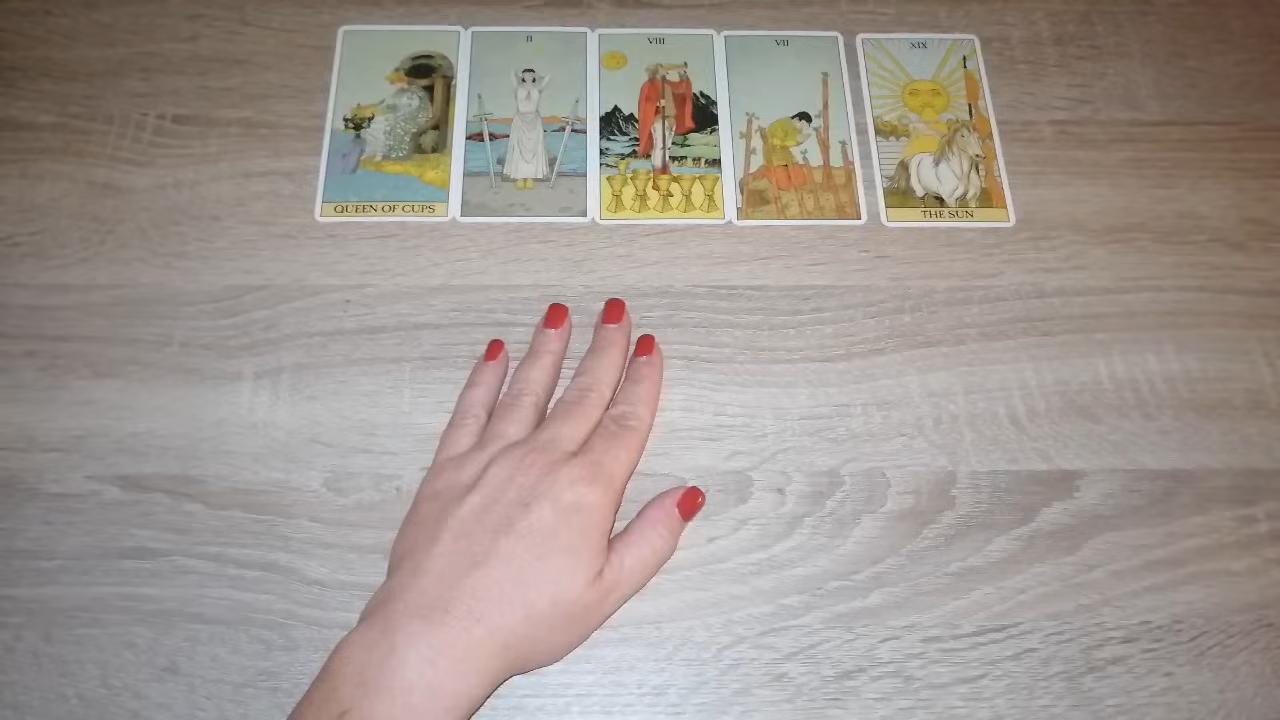 QUEEN OF CUPS
II
VIII
VII
XIX
THE SUN